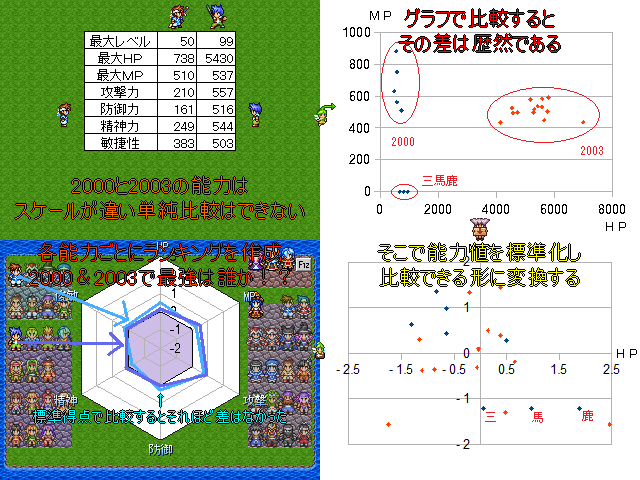 最大レベル 50 99
最大HP 738 5430
最大MP 510 537
攻撃力 210 557
防御力 161 516
精神力 249 544
敏捷性 383 503
2000と2003の能力は
スケールが違い単純比較はできない
グラフで比較すると
その差は歴然である
MP
1000
800
600
400
200
0
2000
2003
三馬鹿
0 2000 4000 6000 8000
HP
各能力ごとにランキングを作成
2000&2003で最強は誰か!?
F12
MP
1
-1
-2
精神
攻撃
標準得点で比較するとそれほど差はなかった
防御
そこで能力値を標準化し
比較できる形に変換する
HP
-2.5 -1.5 -0.5 0.5 1.5 2.5
1
0
-1
三 馬 鹿
-2